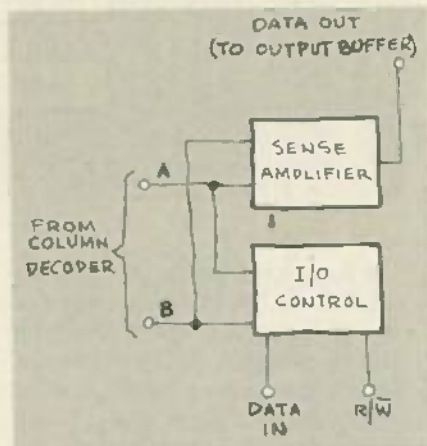 DATA OUT
(TO OUTPUT BUFFER)
SENSE
AMPLIFIER
A
FROM
COLUMN
DECODER
I/O
CONTROL
B
DATA
IN
R/W̅